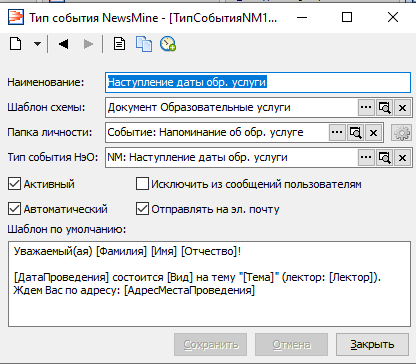 Тип события NewsMine - [ТипСобытияNM1...
Наименование: Наступление даты обр. услуги
Шаблон схемы: Документ Образовательные услуги
Папка личности: Событие: Напоминание об обр. услуге
Тип события НэО: NM: Наступление даты обр. услуги
Активный Исключить из сообщений пользователям
Автоматический Отправлять на эл. почту
Шаблон по умолчанию:
Уважаемый(ая) [Фамилия] [Имя] [Отчество]!
[ДатаПроведения] состоится [Вид] на тему "[Тема]" (лектор: [Лектор]).
Ждем Вас по адресу: [АдресМестаПроведения]
Сохранить Отмена Закрыть